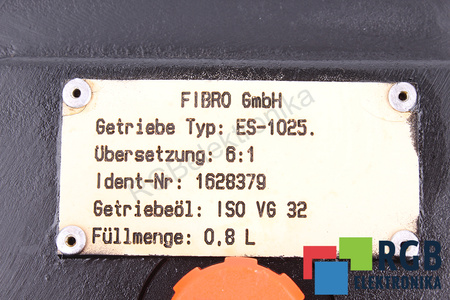 FIBRO GmbH
Getriebe Typ: ES-1025.
Übersetzung: 6:1
Ident-Nr: 1628379
Getriebeöl: ISO VG 32
Füllmenge: 0,8 L
RGBelektronika
RGB
ELEKTRONIKA